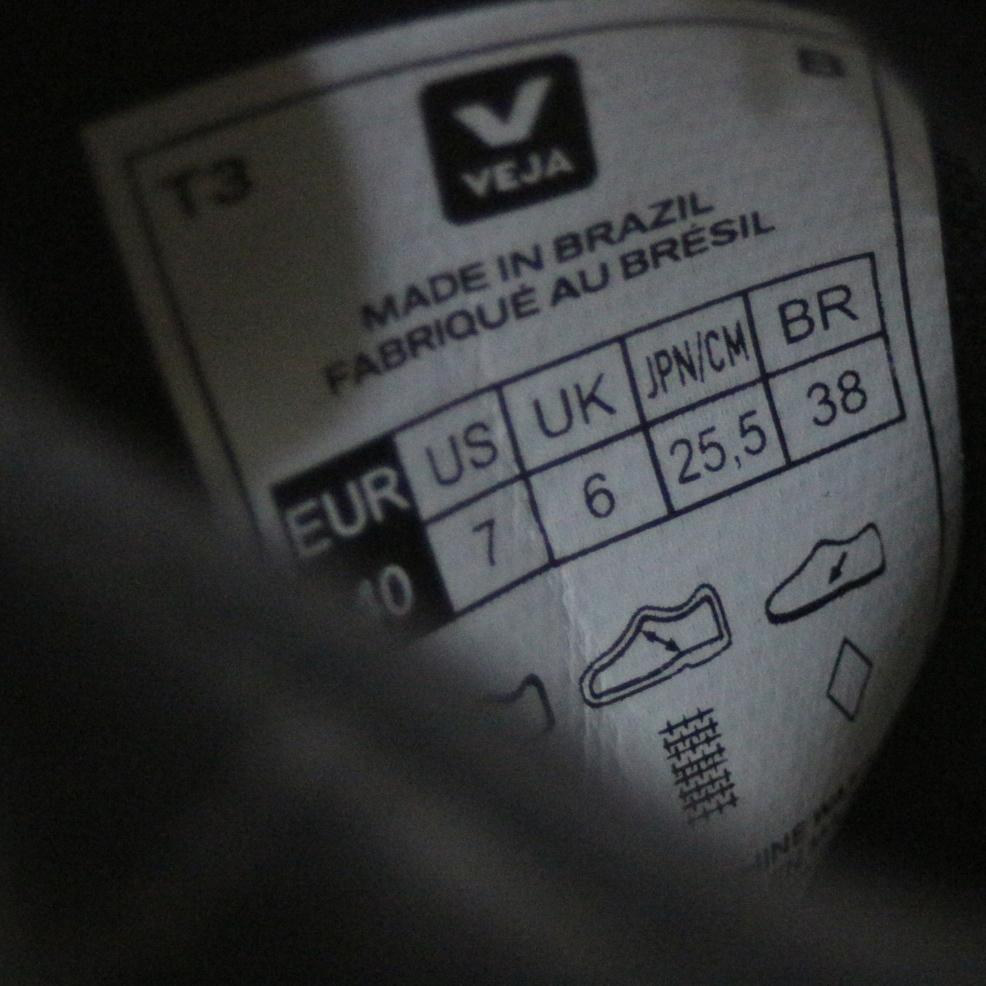 T3
B
VEJA
MADE IN BRAZIL
FABRIQUÉ AU BRÉSIL
EUR US UK JPN/CM BR
40 7 6 25,5 38